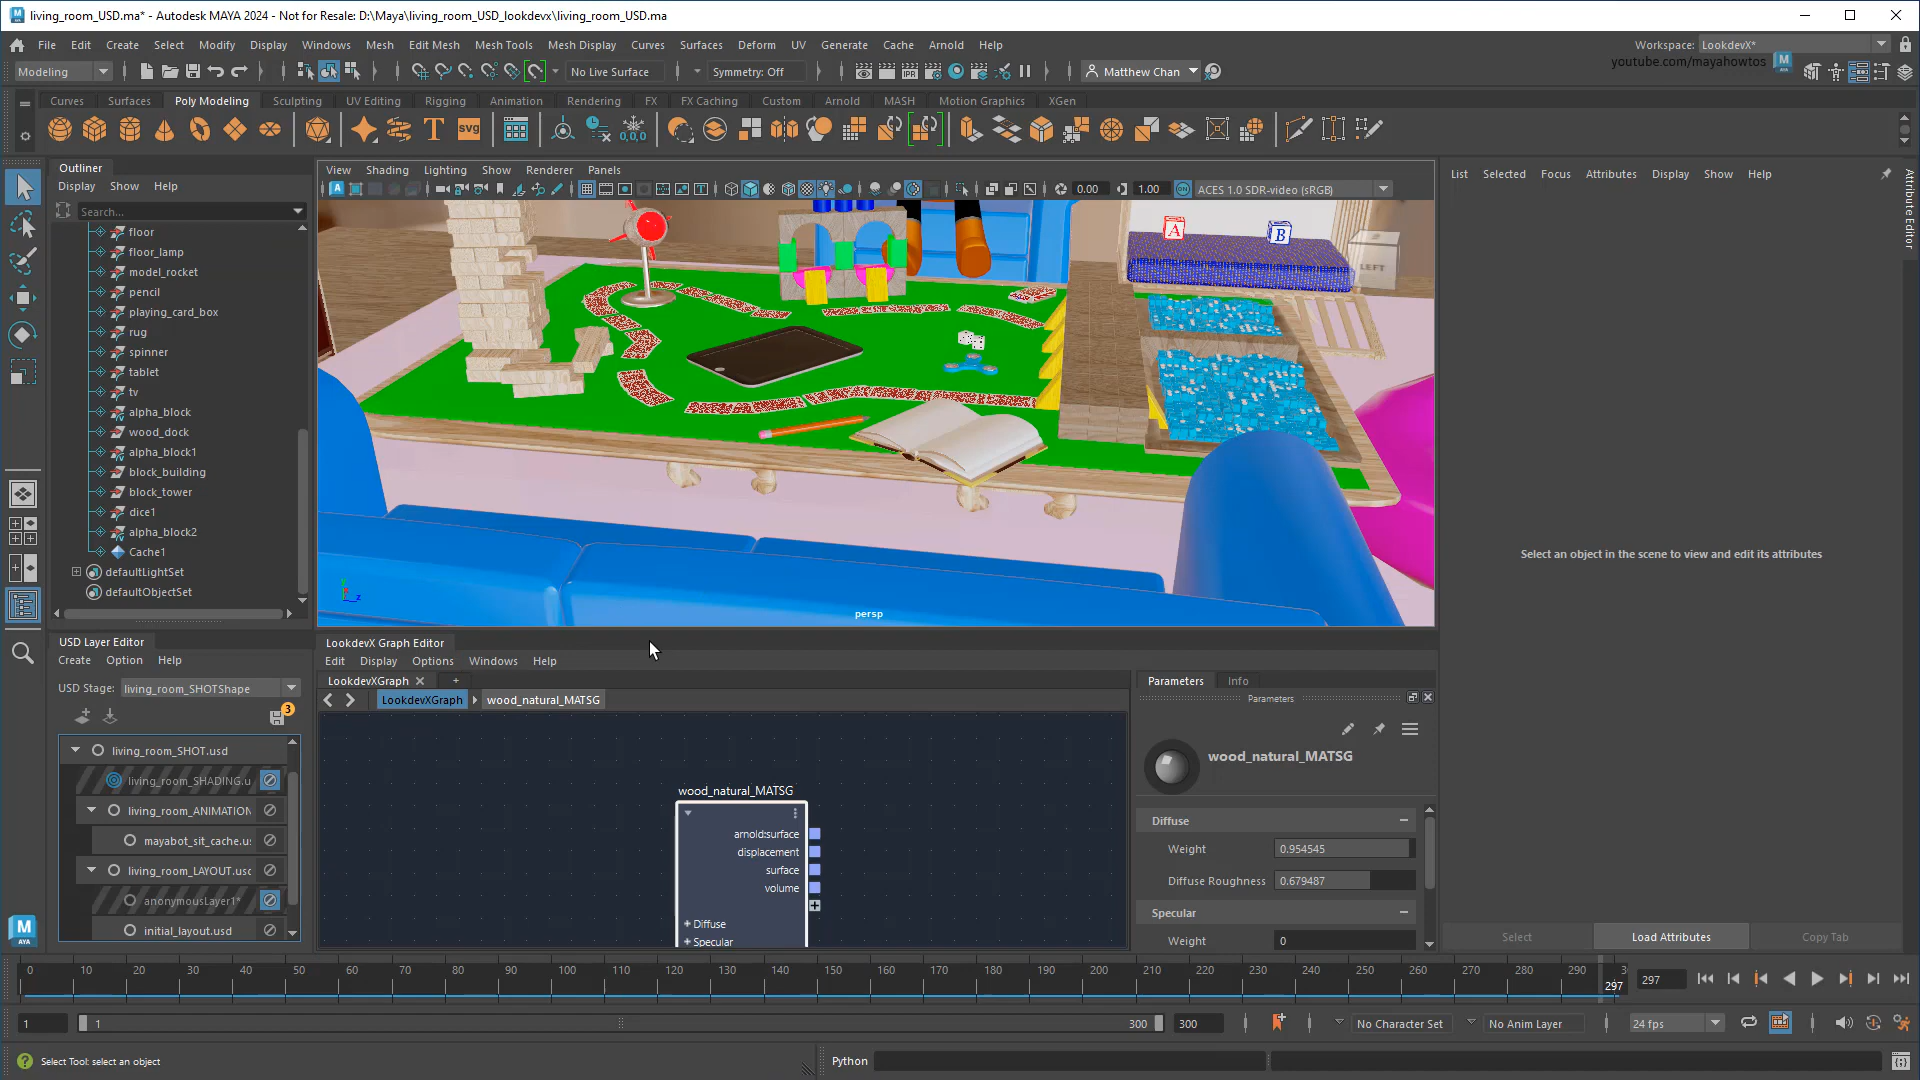 living_room_USD.ma* - Autodesk MAYA 2024 - Not for Resale: D:\Maya\living_room_USD_lookdevx\living_room_USD.ma
File Edit Create Select Modify Display Windows Mesh Edit Mesh Mesh Tools Mesh Display Curves Surfaces Deform UV Generate Cache Arnold Help
Workspace: LookdevX*
youtube.com/mayahowtos
Modeling
No Live Surface
Symmetry: Off
Matthew Chan
Curves Surfaces Poly Modeling Sculpting UV Editing Rigging Animation Rendering FX FX Caching Custom Arnold MASH Motion Graphics XGen
Outliner
Display Show Help
Search...
floor
floor_lamp
model_rocket
pencil
playing_card_box
rug
spinner
tablet
tv
alpha_block
wood_dock
alpha_block1
block_building
block_tower
dice1
alpha_block2
Cache1
defaultLightSet
defaultObjectSet
View Shading Lighting Show Renderer Panels
0.00 1.00 ACES 1.0 SDR-video (sRGB)
A
B
LEFT
persp
List Selected Focus Attributes Display Show Help
Attribute Editor
Select an object in the scene to view and edit its attributes
Select Load Attributes Copy Tab
USD Layer Editor
Create Option Help
USD Stage: living_room_SHOTShape
3
living_room_SHOT.usd
living_room_SHADING.u
living_room_ANIMATION
mayabot_sit_cache.u
living_room_LAYOUT.usd
anonymousLayer1*
initial_layout.usd
LookdevX Graph Editor
Edit Display Options Windows Help
LookdevXGraph
LookdevXGraph wood_natural_MATSG
wood_natural_MATSG
arnold:surface
displacement
surface
volume
Diffuse
Specular
Parameters Info
Parameters
wood_natural_MATSG
Diffuse
Weight 0.954545
Diffuse Roughness 0.679487
Specular
Weight 0
0 10 20 30 40 50 60 70 80 90 100 110 120 130 140 150 160 170 180 190 200 210 220 230 240 250 260 270 280 290
297
297
1 1 300 300 No Character Set No Anim Layer 24 fps
Select Tool: select an object
Python